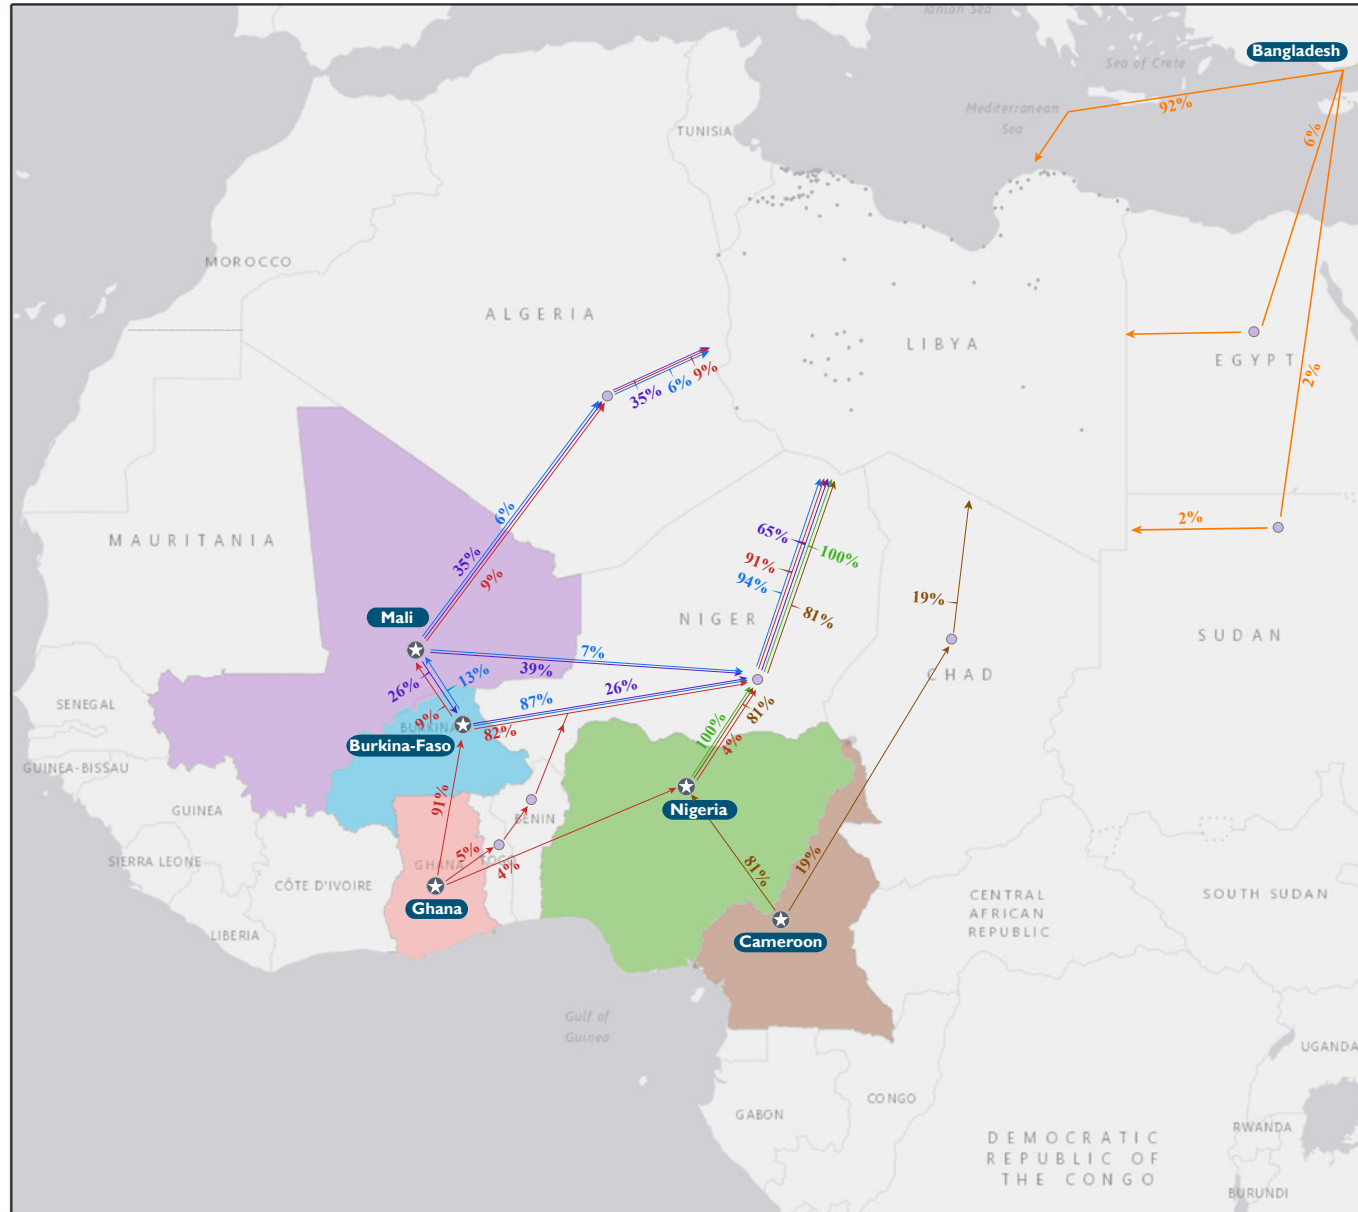 Ionian Sea
Bangladesh
Sea of Crete
92%
Mediterranean
Sea
6%
TUNISIA
MOROCCO
ALGERIA
LIBYA
EGYPT
2%
35%
6%
9%
6%
35%
9%
MAURITANIA
2%
65%
100%
91%
94%
81%
19%
NIGER
SUDAN
CHAD
Mali
7%
39%
26%
13%
26%
87%
9%
82%
BURKINA
Burkina-Faso
SENEGAL
81%
100%
4%
GUINEA-BISSAU
GUINEA
91%
BENIN
Nigeria
SIERRA LEONE
GHANA
TOGO
5%
4%
81%
19%
CÔTE D'IVOIRE
Ghana
LIBERIA
Cameroon
CENTRAL
AFRICAN
REPUBLIC
SOUTH SUDAN
Gulf of
Guinea
UGANDA
GABON
CONGO
RWANDA
DEMOCRATIC
REPUBLIC OF
THE CONGO
BURUNDI